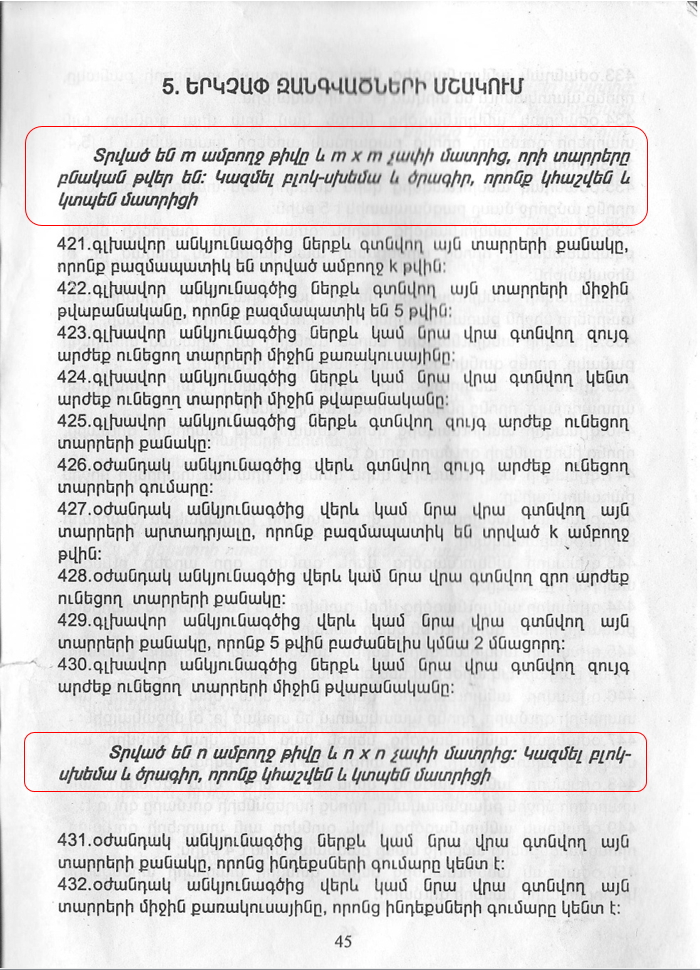 5. ԵՐԿՉԱՓ ԶԱՆԳՎԱԾՆԵՐԻ ՄՇԱԿՈՒՄ
Տրված են m ամբողջ թիվը և m x m չափի մատրից, որի տարրերը
բնական թվեր են: Կազմել բլոկ-սխեմա և ծրագիր, որոնք կհաշվեն և
կտպեն մատրիցի
421.գլխավոր անկյունագծից ներքև գտնվող այն տարրերի քանակը,
որոնք բազմապատիկ են տրված ամբողջ k թվին:
422.գլխավոր անկյունագծից ներքև գտնվող այն տարրերի միջին
թվաբանականը, որոնք բազմապատիկ են 5 թվին:
423.գլխավոր անկյունագծից ներքև կամ նրա վրա գտնվող զույգ
արժեք ունեցող տարրերի միջին քառակուսայինը:
424.գլխավոր անկյունագծից ներքև կամ նրա վրա գտնվող կենտ
արժեք ունեցող տարրերի միջին թվաբանականը:
425.գլխավոր անկյունագծից ներքև գտնվող զույգ արժեք ունեցող
տարրերի քանակը:
426.օժանդակ անկյունագծից վերև գտնվող զույգ արժեք ունեցող
տարրերի գումարը:
427.օժանդակ անկյունագծից վերև կամ նրա վրա գտնվող այն
տարրերի արտադրյալը, որոնք բազմապատիկ են տրված k ամբողջ
թվին:
428.օժանդակ անկյունագծից վերև կամ նրա վրա գտնվող զրո արժեք
ունեցող տարրերի քանակը:
429.գլխավոր անկյունագծից վերև կամ նրա վրա գտնվող այն
տարրերի քանակը, որոնք 5 թվին բաժանելիս կմնա 2 մնացորդ:
430.գլխավոր անկյունագծից ներքև կամ նրա վրա գտնվող զույգ
արժեք ունեցող տարրերի միջին թվաբանականը:
Տրված են n ամբողջ թիվը և n x n չափի մատրից: Կազմել բլոկ-
սխեմա և ծրագիր, որոնք կհաշվեն և կտպեն մատրիցի
431.օժանդակ անկյունագծից ներքև կամ նրա վրա գտնվող այն
տարրերի քանակը, որոնց ինդեքսների գումարը կենտ է:
432.օժանդակ անկյունագծից վերև կամ նրա վրա գտնվող այն
տարրերի միջին քառակուսայինը, որոնց ինդեքսների գումարը կենտ է:
45